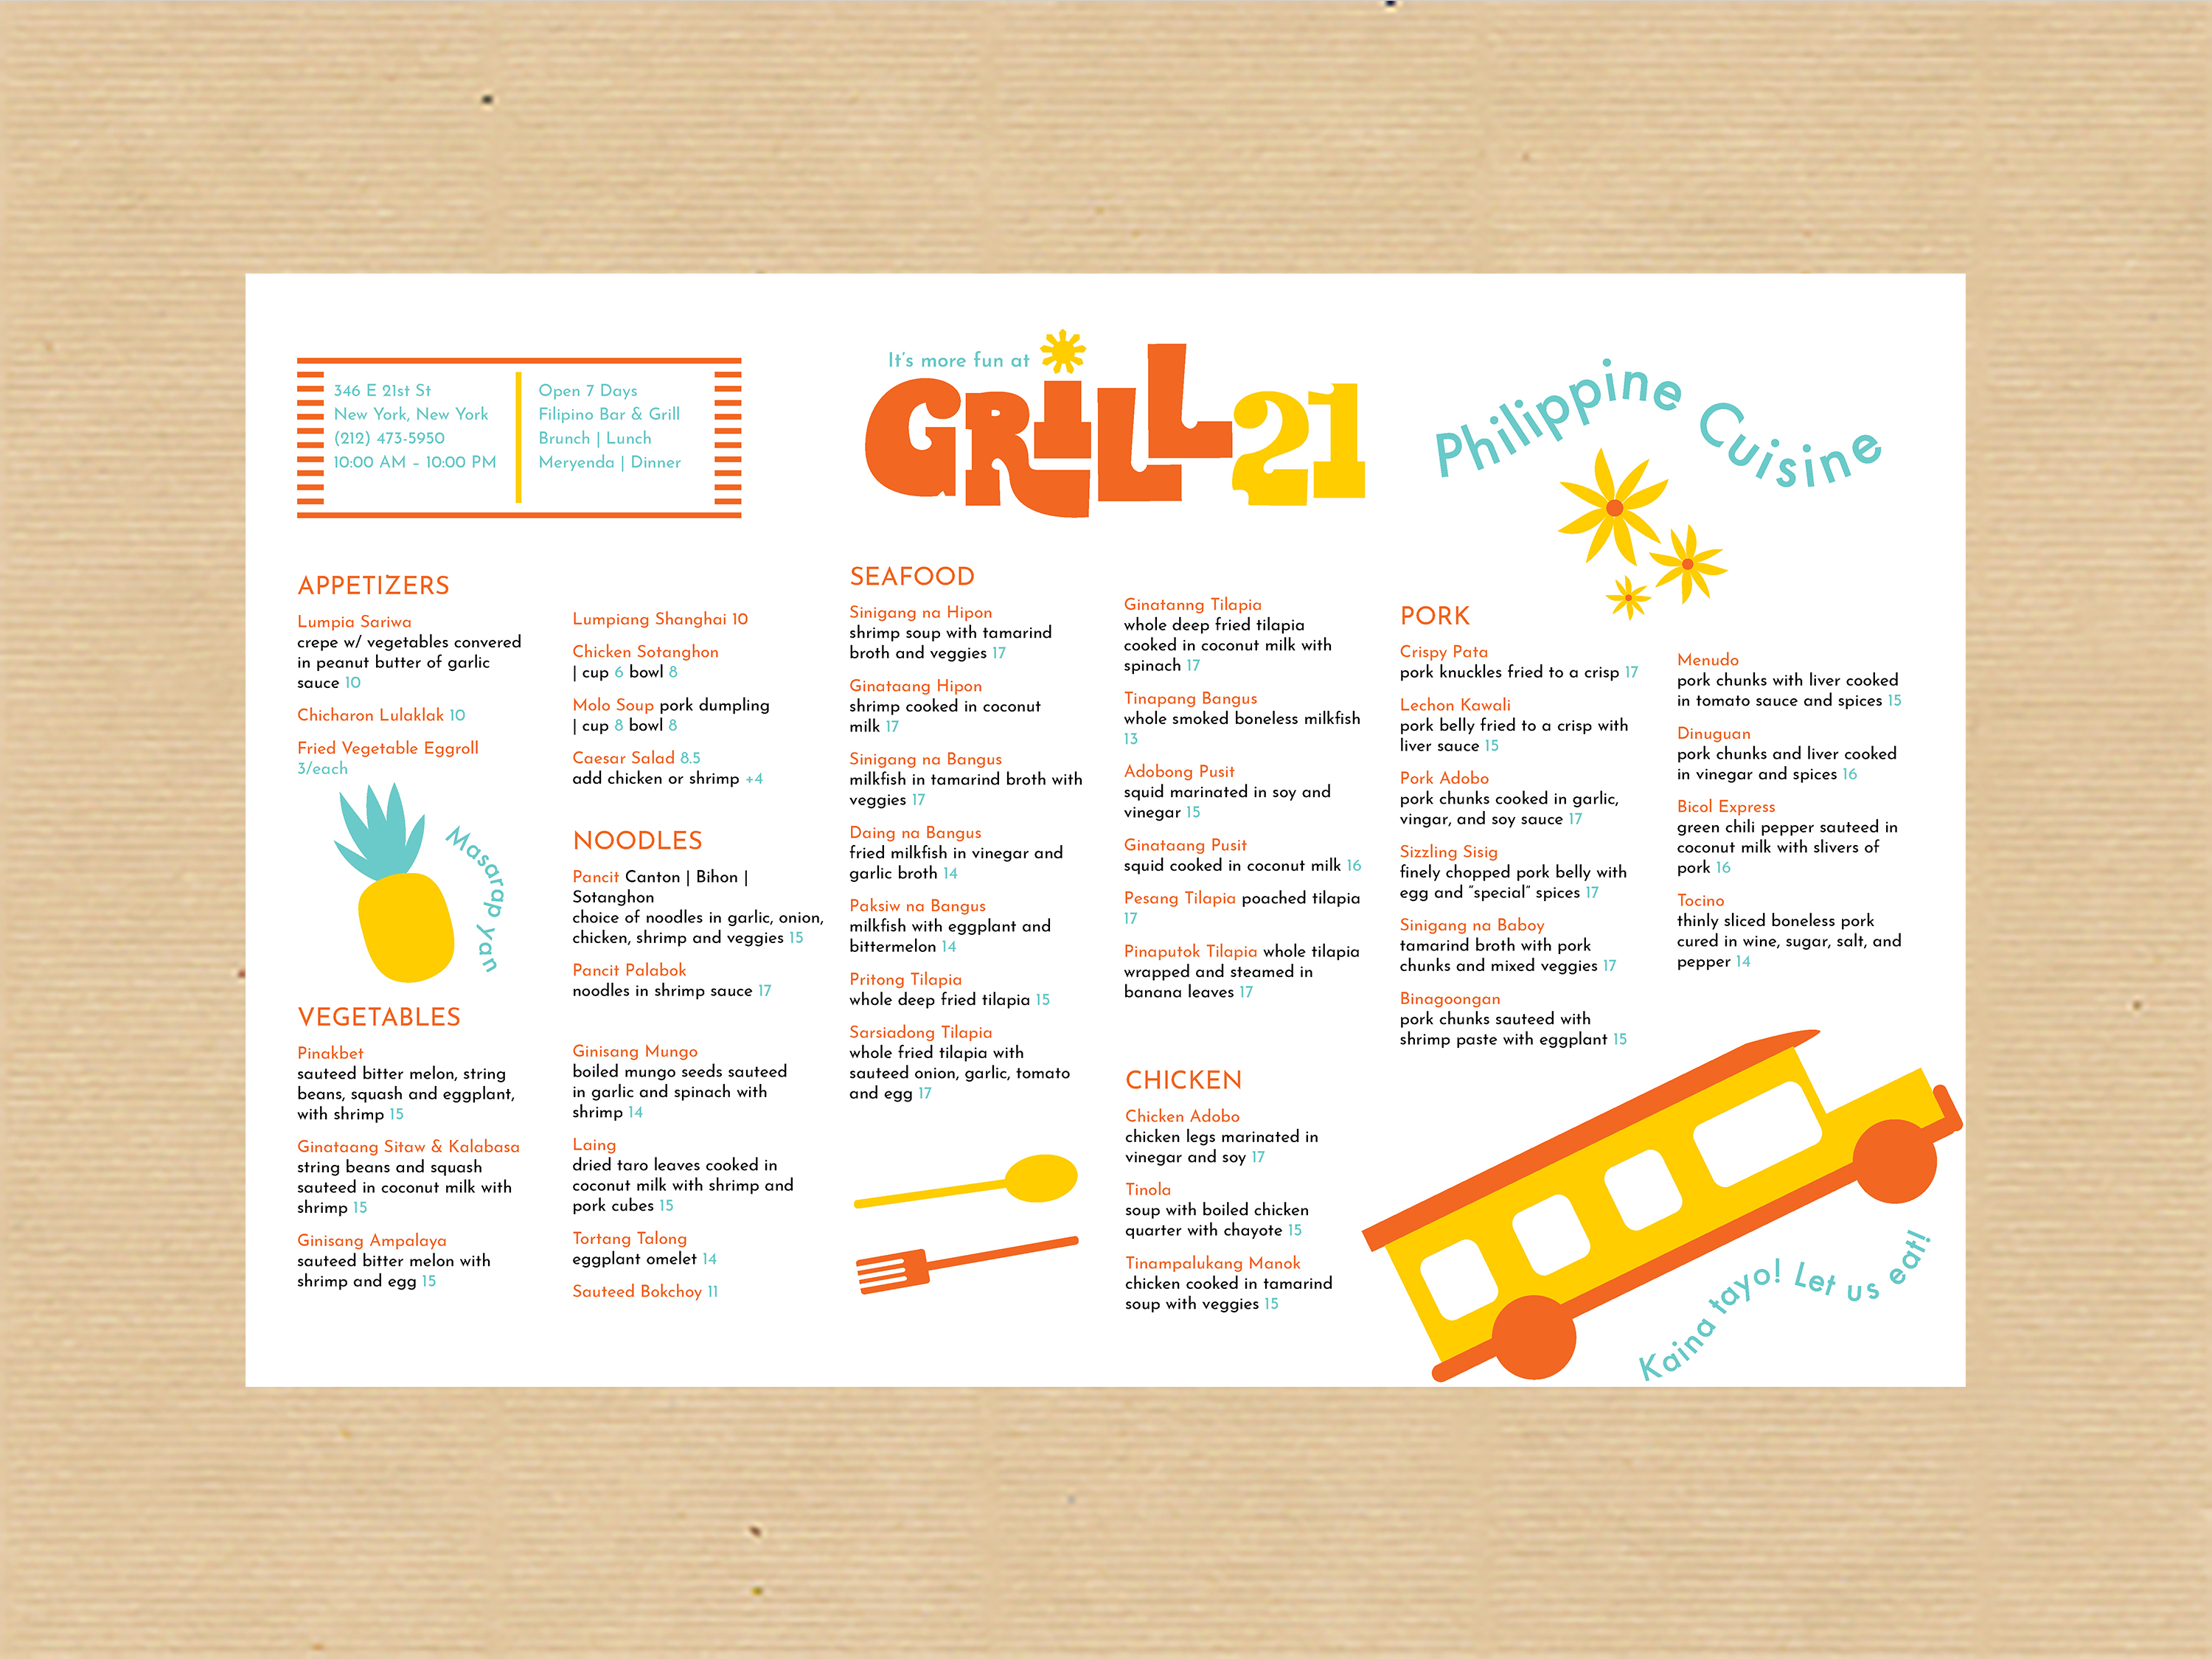 346 E 21st St
New York, New York
(212) 473-5950
10:00 AM – 10:00 PM
Open 7 Days
Filipino Bar & Grill
Brunch | Lunch
Meryenda | Dinner
It's more fun at
GRILL21
Philippine Cuisine
APPETIZERS
Lumpia Sariwa
crepe w/ vegetables convered
in peanut butter of garlic
sauce 10
Chicharon Lulaklak 10
Fried Vegetable Eggroll
3/each
Lumpiang Shanghai 10
Chicken Sotanghon
| cup 6 bowl 8
Molo Soup pork dumpling
| cup 8 bowl 8
Caesar Salad 8.5
add chicken or shrimp +4
Masarap yan
NOODLES
Pancit Canton | Bihon |
Sotanghon
choice of noodles in garlic, onion,
chicken, shrimp and veggies 15
Pancit Palabok
noodles in shrimp sauce 17
VEGETABLES
Pinakbet
sauteed bitter melon, string
beans, squash and eggplant,
with shrimp 15
Ginataang Sitaw & Kalabasa
string beans and squash
sauteed in coconut milk with
shrimp 15
Ginisang Ampalaya
sauteed bitter melon with
shrimp and egg 15
Ginisang Mungo
boiled mungo seeds sauteed
in garlic and spinach with
shrimp 14
Laing
dried taro leaves cooked in
coconut milk with shrimp and
pork cubes 15
Tortang Talong
eggplant omelet 14
Sauteed Bokchoy 11
SEAFOOD
Sinigang na Hipon
shrimp soup with tamarind
broth and veggies 17
Ginataang Hipon
shrimp cooked in coconut
milk 17
Sinigang na Bangus
milkfish in tamarind broth with
veggies 17
Daing na Bangus
fried milkfish in vinegar and
garlic broth 14
Paksiw na Bangus
milkfish with eggplant and
bittermelon 14
Pritong Tilapia
whole deep fried tilapia 15
Sarsiadong Tilapia
whole fried tilapia with
sauteed onion, garlic, tomato
and egg 17
Ginatanng Tilapia
whole deep fried tilapia
cooked in coconut milk with
spinach 17
Tinapang Bangus
whole smoked boneless milkfish
13
Adobong Pusit
squid marinated in soy and
vinegar 15
Ginataang Pusit
squid cooked in coconut milk 16
Pesang Tilapia poached tilapia
17
Pinaputok Tilapia whole tilapia
wrapped and steamed in
banana leaves 17
CHICKEN
Chicken Adobo
chicken legs marinated in
vinegar and soy 17
Tinola
soup with boiled chicken
quarter with chayote 15
Tinampalukang Manok
chicken cooked in tamarind
soup with veggies 15
PORK
Crispy Pata
pork knuckles fried to a crisp 17
Lechon Kawali
pork belly fried to a crisp with
liver sauce 15
Pork Adobo
pork chunks cooked in garlic,
vingar, and soy sauce 17
Sizzling Sisig
finely chopped pork belly with
egg and "special" spices 17
Sinigang na Baboy
tamarind broth with pork
chunks and mixed veggies 17
Binagoongan
pork chunks sauteed with
shrimp paste with eggplant 15
Menudo
pork chunks with liver cooked
in tomato sauce and spices 15
Dinuguan
pork chunks and liver cooked
in vinegar and spices 16
Bicol Express
green chili pepper sauteed in
coconut milk with slivers of
pork 16
Tocino
thinly sliced boneless pork
cured in wine, sugar, salt, and
pepper 14
Kaina tayo! Let us eat!